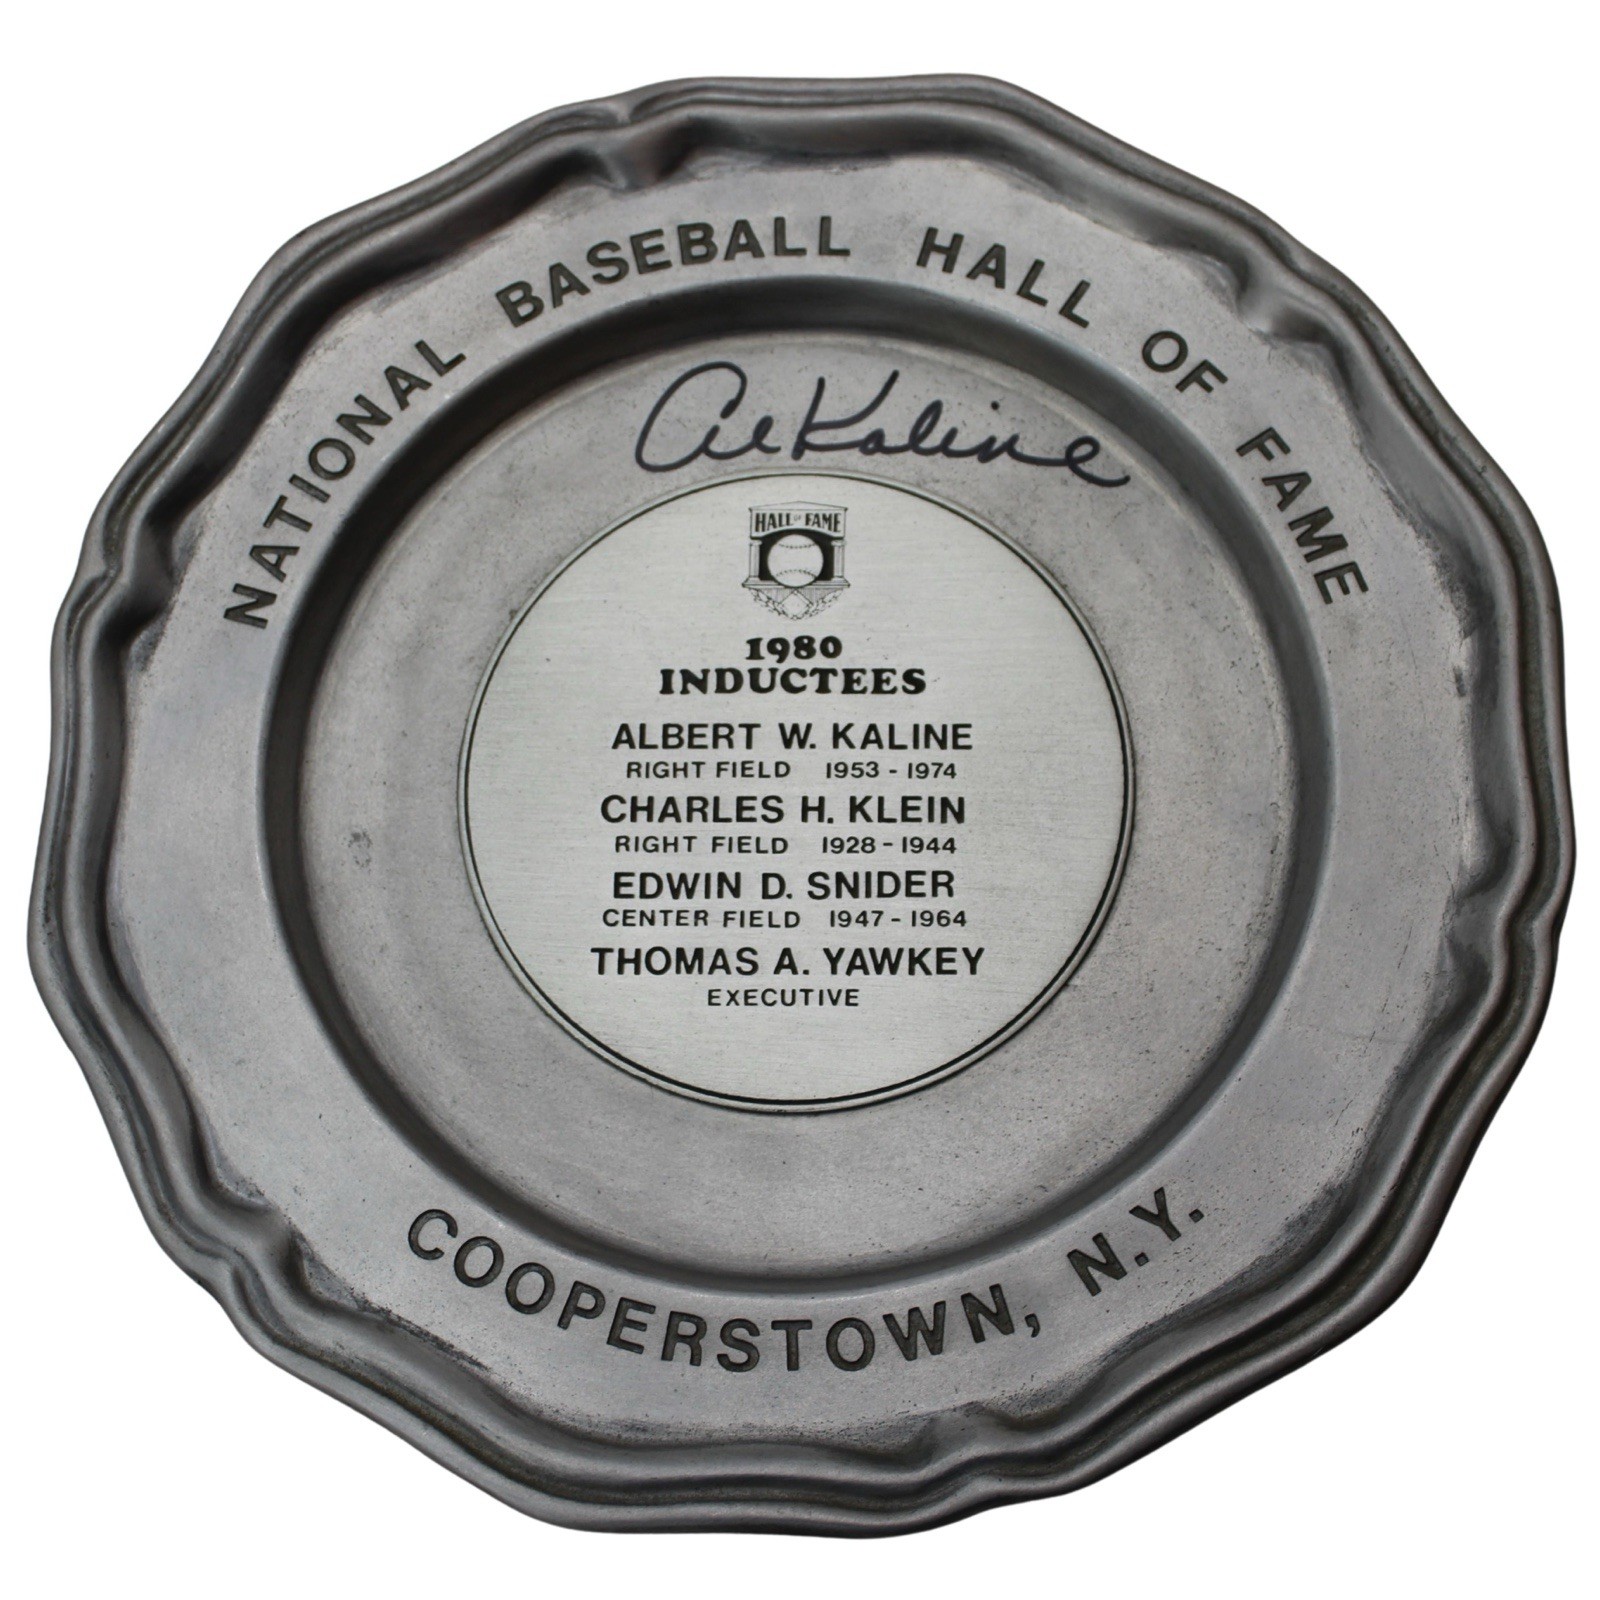 NATIONAL BASEBALL HALL OF FAME
Al Kaline
HALL OF FAME
1980
INDUCTEES
ALBERT W. KALINE
RIGHT FIELD 1953 - 1974
CHARLES H. KLEIN
RIGHT FIELD 1928 - 1944
EDWIN D. SNIDER
CENTER FIELD 1947 - 1964
THOMAS A. YAWKEY
EXECUTIVE
COOPERSTOWN, N.Y.